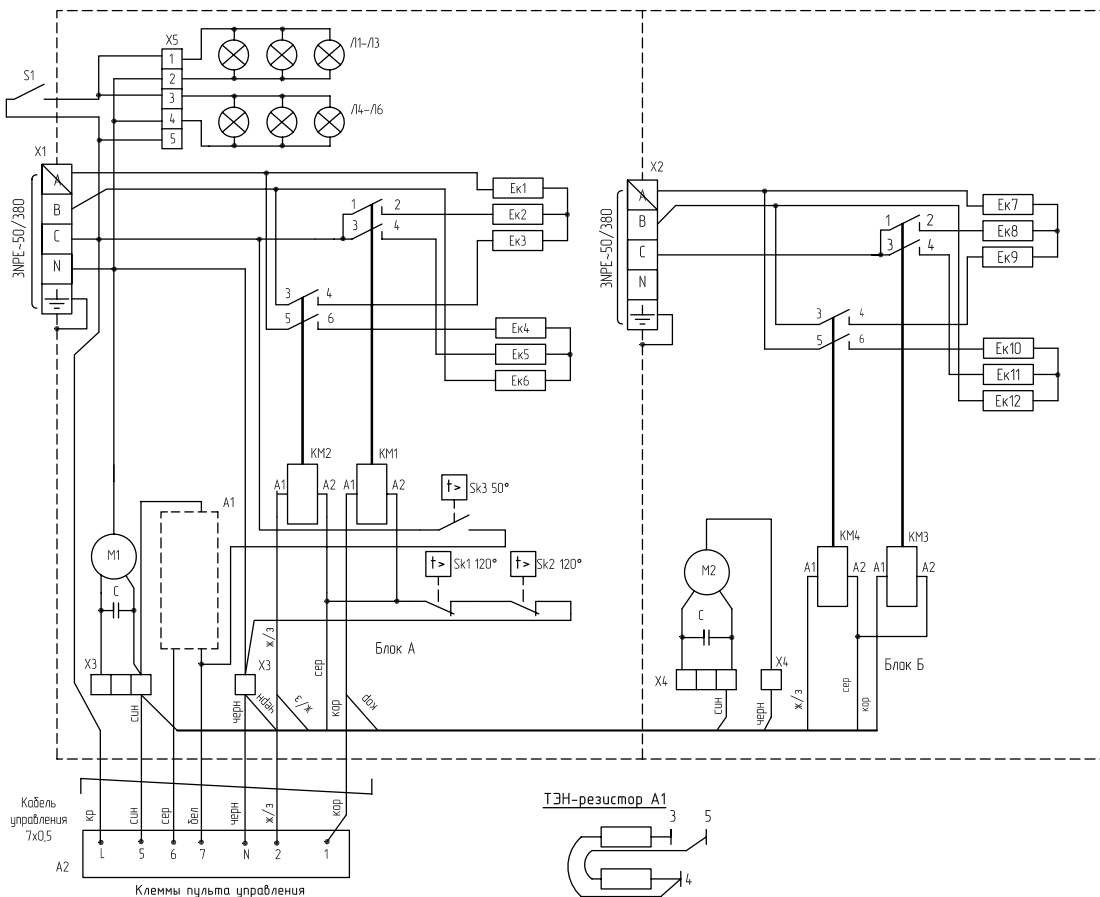 X5
S1
1
2
3
4
5
Л1-Л3
Л4-Л6
X1
A
B
C
N
3NPE~50/380
X2
A
B
C
N
3NPE~50/380
Ек1
Ек2
Ек3
1 2
3 4
3 4
5 6
Ек4
Ек5
Ек6
Ек7
Ек8
Ек9
1 2
3 4
3 4
5 6
Ек10
Ек11
Ек12
KM2
KM1
A1 A2 A1 A2
t> Sk3 50°
A1
M1
C
t> Sk1 120°
t> Sk2 120°
X3
X3
Блок А
ж/з
сер
син
черн
черн
ж/з
кор
кор
KM4
KM3
A1 A2 A1 A2
M2
C
X4
X4
Блок Б
син
черн
ж/з
сер
кор
Кабель
управления
7х0,5
кр
син
сер
бел
черн
ж/з
кор
A2
L 5 6 7 N 2 1
Клеммы пульта управления
ТЭН-резистор А1
3 5
4